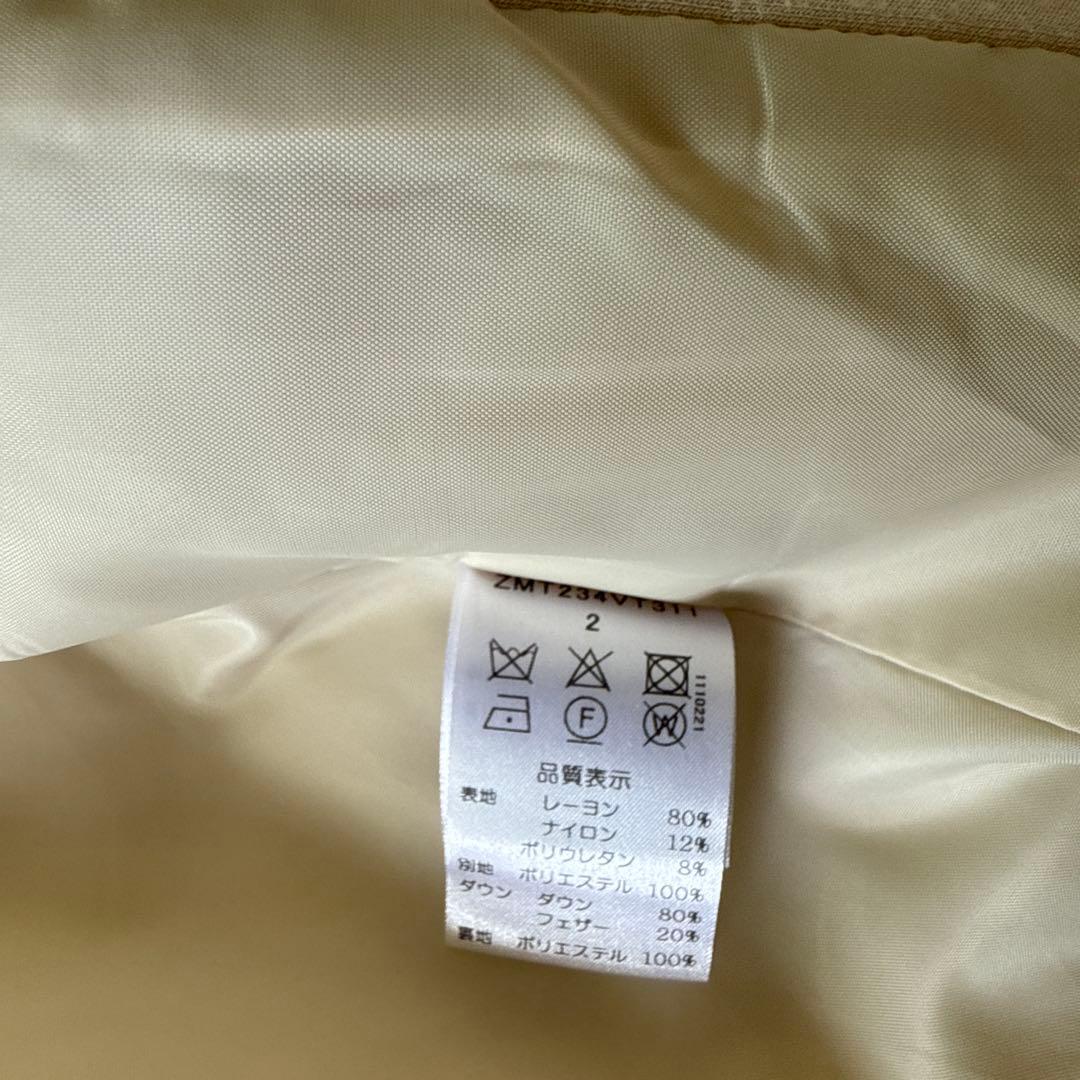 ZMT234VT311
2
1110221
F
W
品質表示
表地 レーヨン 80%
ナイロン 12%
ポリウレタン 8%
別地 ポリエステル 100%
ダウン ダウン 80%
フェザー 20%
裏地 ポリエステル 100%